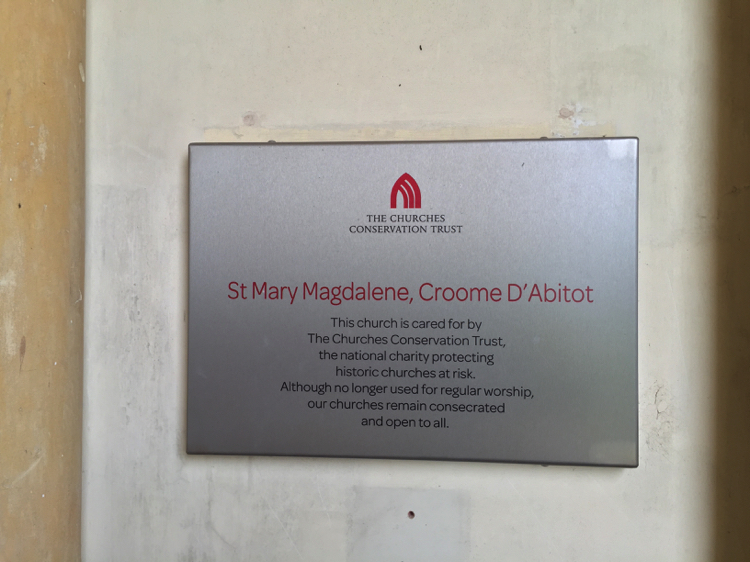 THE CHURCHES
CONSERVATION TRUST
St Mary Magdalene, Croome D'Abitot
This church is cared for by
The Churches Conservation Trust,
the national charity protecting
historic churches at risk.
Although no longer used for regular worship,
our churches remain consecrated
and open to all.